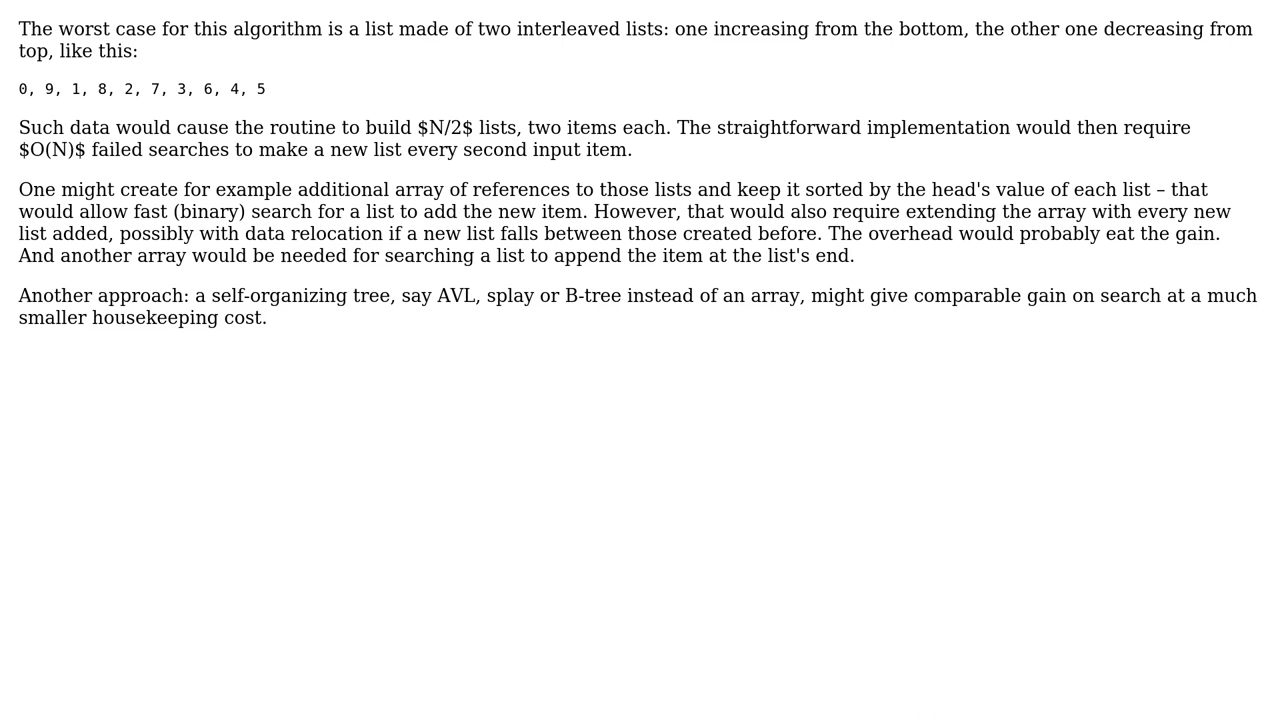 The worst case for this algorithm is a list made of two interleaved lists: one increasing from the bottom, the other one decreasing from
top, like this:
0, 9, 1, 8, 2, 7, 3, 6, 4, 5
Such data would cause the routine to build $N/2$ lists, two items each. The straightforward implementation would then require
$O(N)$ failed searches to make a new list every second input item.
One might create for example additional array of references to those lists and keep it sorted by the head's value of each list – that
would allow fast (binary) search for a list to add the new item. However, that would also require extending the array with every new
list added, possibly with data relocation if a new list falls between those created before. The overhead would probably eat the gain.
And another array would be needed for searching a list to append the item at the list's end.
Another approach: a self-organizing tree, say AVL, splay or B-tree instead of an array, might give comparable gain on search at a much
smaller housekeeping cost.